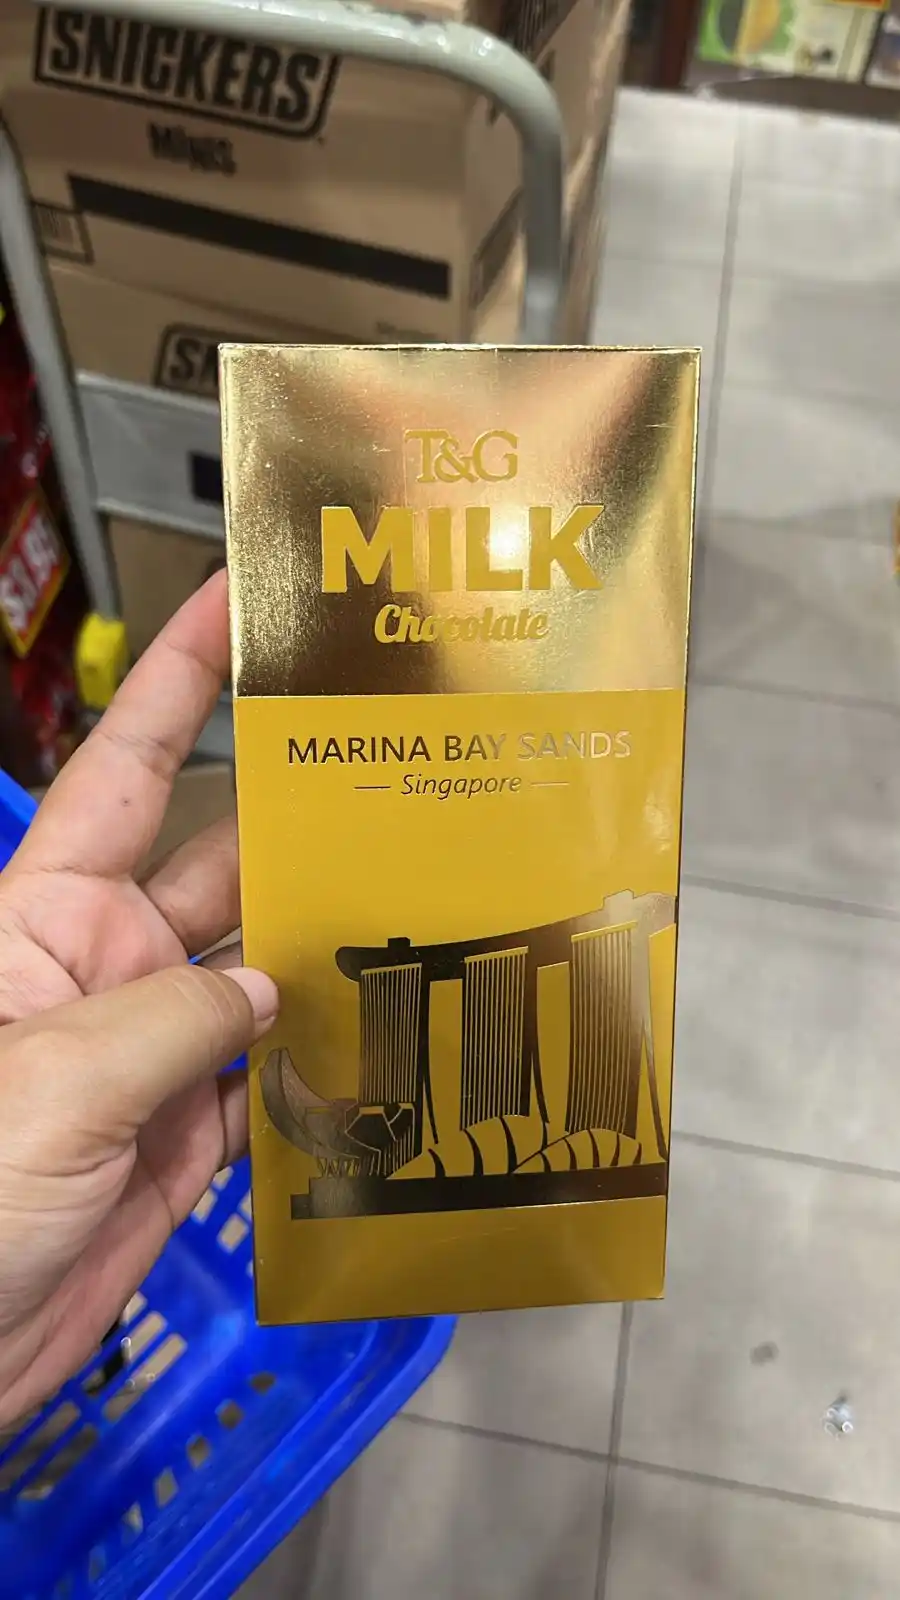 SNICKERS
MINIS
T&G
MILK
Chocolate
MARINA BAY SANDS
— Singapore —